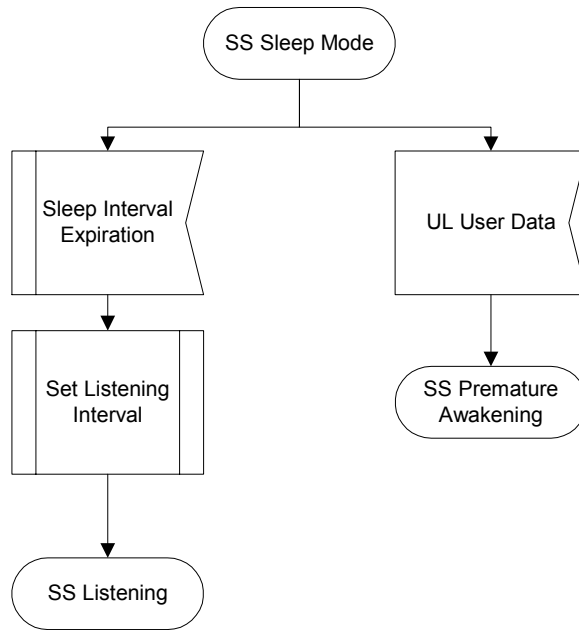 SS Sleep Mode
Sleep Interval
Expiration
UL User Data
Set Listening
Interval
SS Premature
Awakening
SS Listening